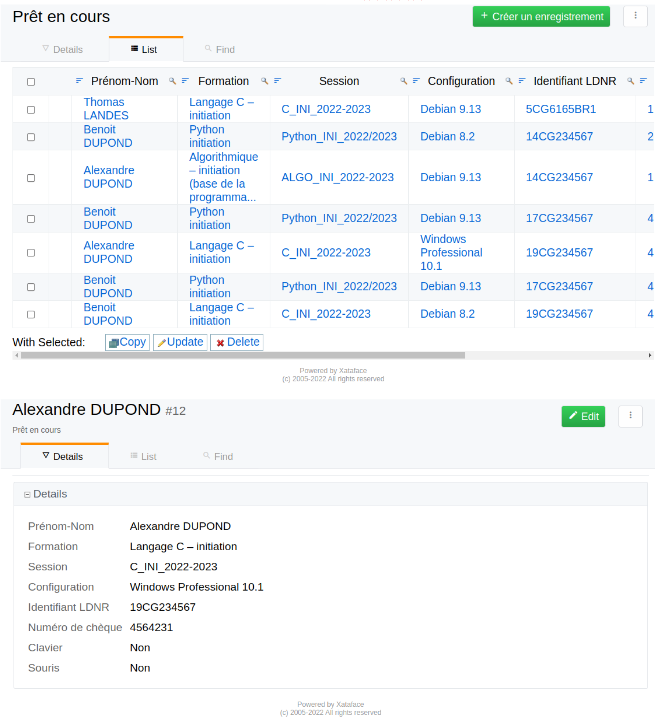 Prêt en cours
+ Créer un enregistrement
Details List Find
Prénom-Nom Formation Session Configuration Identifiant LDNR
Thomas LANDES Langage C – initiation C_INI_2022-2023 Debian 9.13 5CG6165BR1 1
Benoit DUPOND Python initiation Python_INI_2022/2023 Debian 8.2 14CG234567 2
Alexandre DUPOND Algorithmique – initiation (base de la programma... ALGO_INI_2022-2023 Debian 9.13 14CG234567 1
Benoit DUPOND Python initiation Python_INI_2022/2023 Debian 9.13 17CG234567 4
Alexandre DUPOND Langage C – initiation C_INI_2022-2023 Windows Professional 10.1 19CG234567 4
Benoit DUPOND Python initiation Python_INI_2022/2023 Debian 9.13 17CG234567 4
Benoit DUPOND Langage C – initiation C_INI_2022-2023 Debian 8.2 19CG234567 4
With Selected: Copy Update Delete
Powered by Xataface
(c) 2005-2022 All rights reserved
Alexandre DUPOND #12
Edit
Prêt en cours
Details List Find
Details
Prénom-Nom Alexandre DUPOND
Formation Langage C – initiation
Session C_INI_2022-2023
Configuration Windows Professional 10.1
Identifiant LDNR 19CG234567
Numéro de chèque 4564231
Clavier Non
Souris Non
Powered by Xataface
(c) 2005-2022 All rights reserved